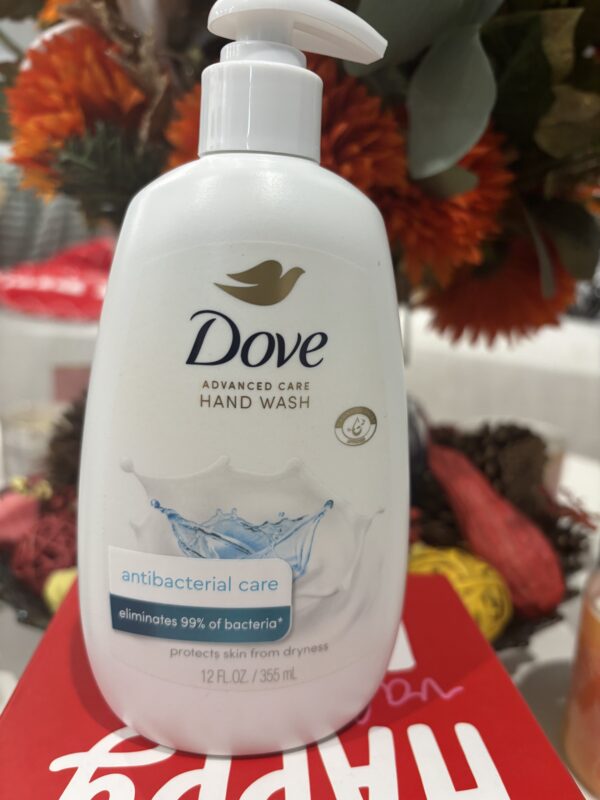 Dove
ADVANCED CARE
HAND WASH
antibacterial care
eliminates 99% of bacteria*
protects skin from dryness
12 FL.OZ. / 355 mL
HAPPY